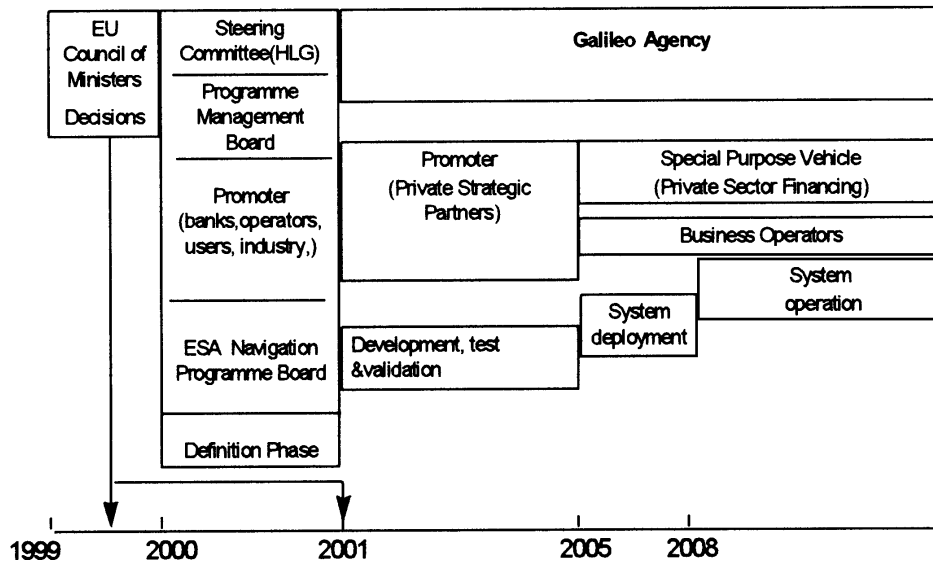 EU
Council of
Ministers
Decisions
Steering
Committee(HLG)
Programme
Management
Board
Promoter
(banks,operators,
users, industry,)
ESA Navigation
Programme Board
Definition Phase
Galileo Agency
Promoter
(Private Strategic
Partners)
Special Purpose Vehicle
(Private Sector Financing)
Business Operators
System
operation
System
deployment
Development, test
&validation
1999
2000
2001
2005
2008